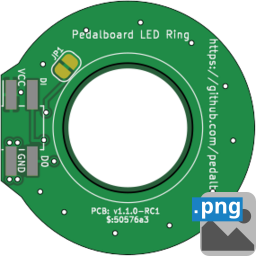 Pedalboard LED Ring
JP1
https://github.com/pedalb
VCC
DI
GND
DO
PCB: v1.1.0-RC1
$:50576a3
.png